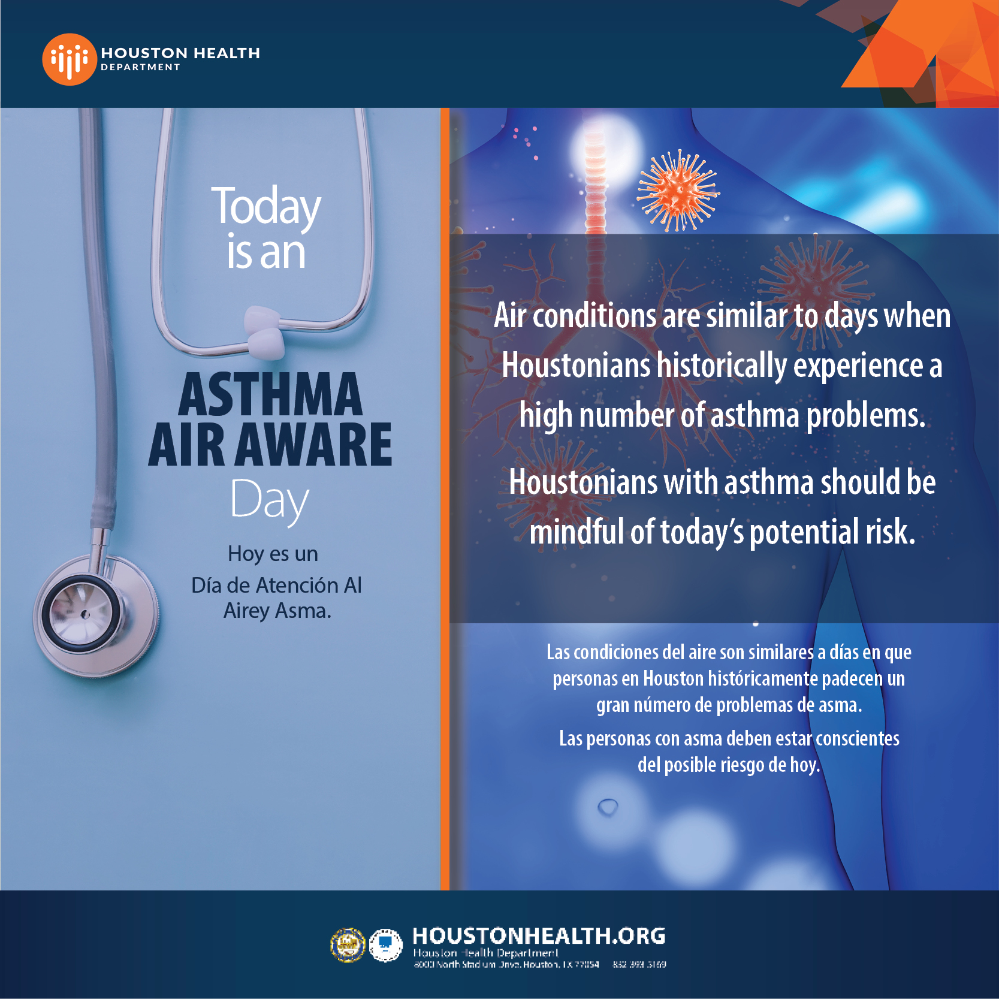 HOUSTON HEALTH
DEPARTMENT
Today
is an
ASTHMA
AIR AWARE
Day
Hoy es un
Día de Atención Al
Airey Asma.
Air conditions are similar to days when
Houstonians historically experience a
high number of asthma problems.
Houstonians with asthma should be
mindful of today's potential risk.
Las condiciones del aire son similares a días en que
personas en Houston históricamente padecen un
gran número de problemas de asma.
Las personas con asma deben estar conscientes
del posible riesgo de hoy.
HOUSTONHEALTH.ORG
Houston Health Department
8000 North Stadium Drive, Houston, TX 77054